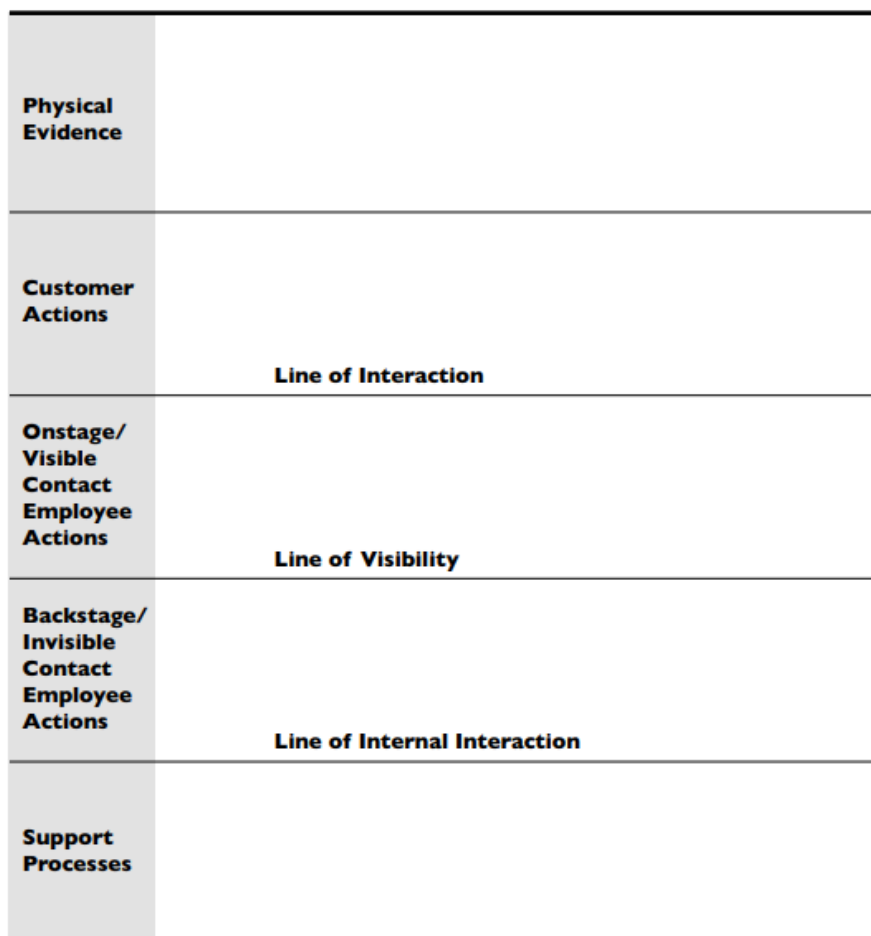 Physical
Evidence
Customer
Actions
Line of Interaction
Onstage/
Visible
Contact
Employee
Actions
Line of Visibility
Backstage/
Invisible
Contact
Employee
Actions
Line of Internal Interaction
Support
Processes